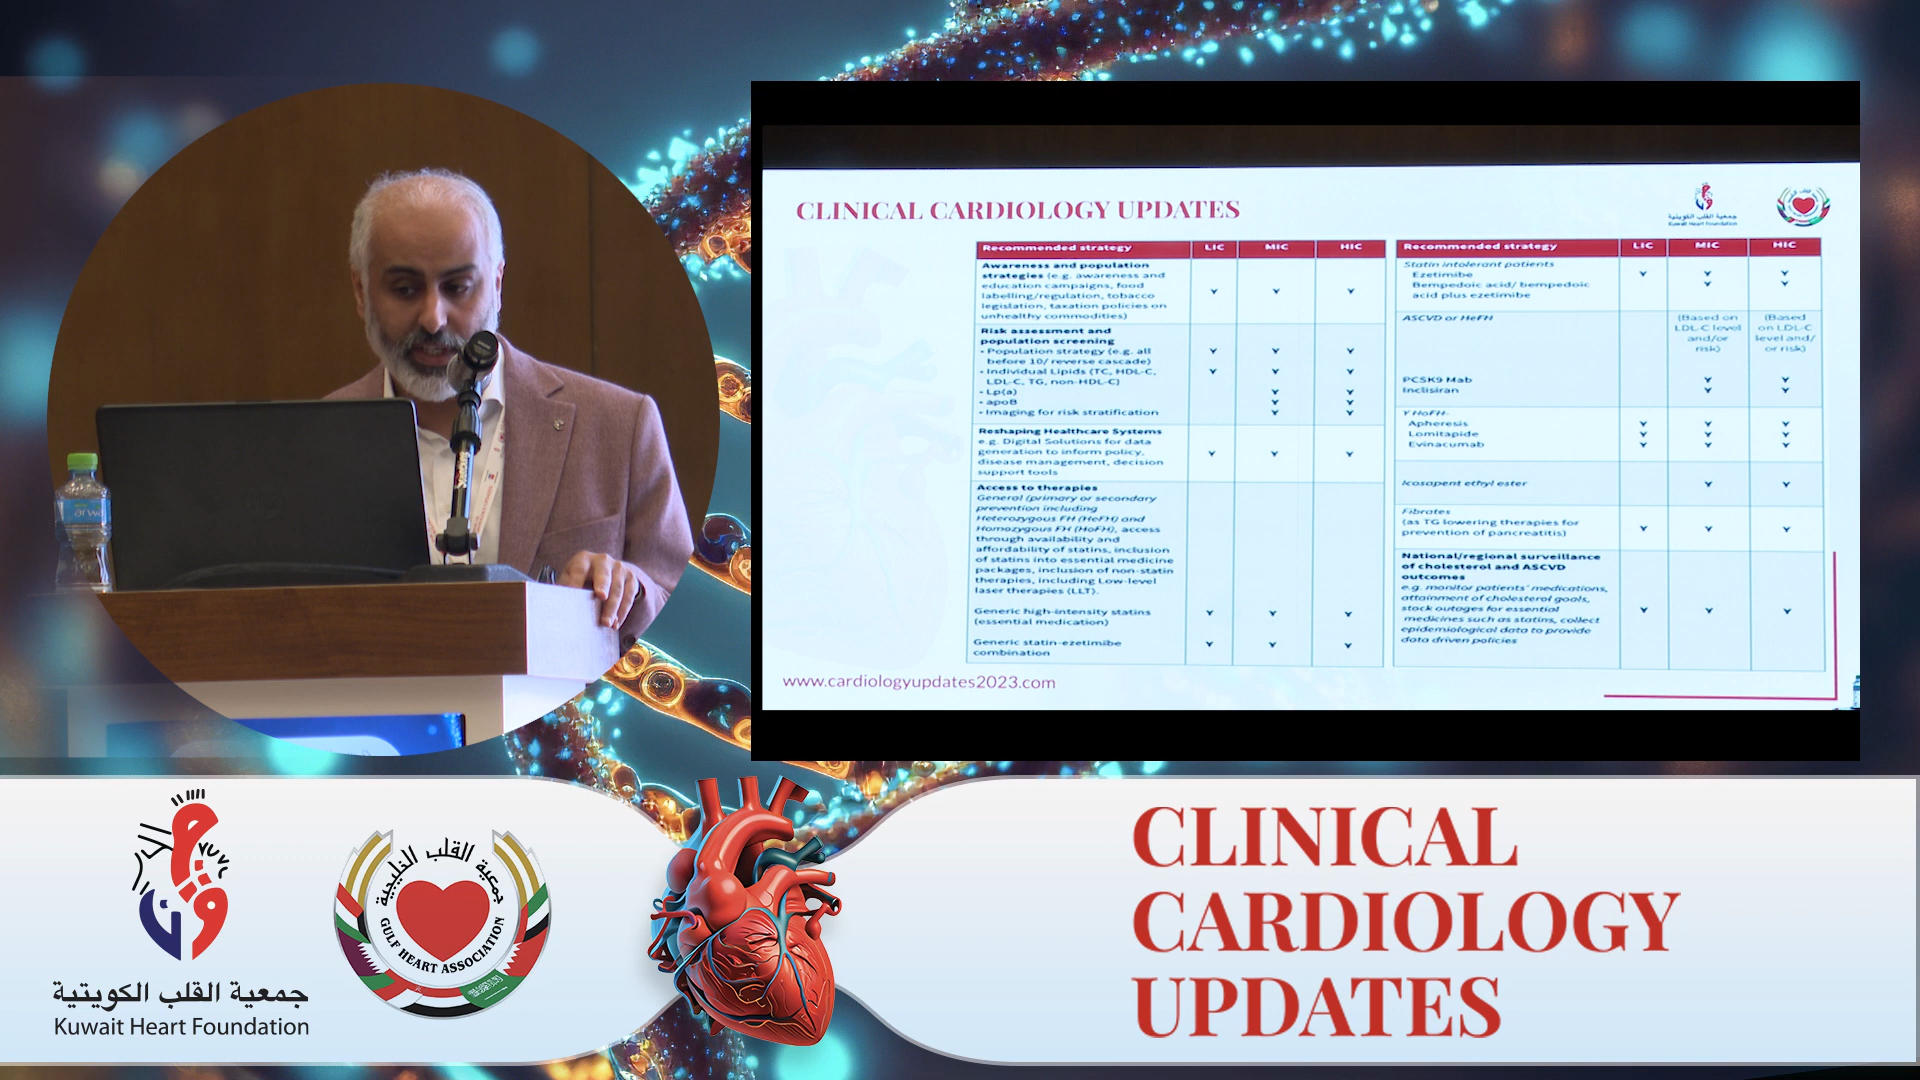 CLINICAL CARDIOLOGY UPDATES
جمعية القلب الكويتية
Kuwait Heart Foundation
Recommended strategy LIC MIC HIC
Awareness and population
strategies (e.g. awareness and
education campaigns, food
labelling/regulation, tobacco
legislation, taxation policies on
unhealthy commodities)
Risk assessment and
population screening
- Population strategy (e.g. all
before 10/ reverse cascade)
- Individual Lipids (TC, HDL-C,
LDL-C, TG, non-HDL-C)
- Lp(a)
- apoB
- Imaging for risk stratification
Reshaping Healthcare Systems
e.g. Digital Solutions for data
generation to inform policy,
disease management, decision
support tools
Access to therapies
General (primary or secondary
prevention including
Heterozygous FH (HeFH) and
Homozygous FH (HoFH), access
through availability and
affordability of statins, inclusion
of statins into essential medicine
packages, inclusion of non-statin
therapies, including Low-level
laser therapies (LLT).
Generic high-intensity statins
(essential medication)
Generic statin-ezetimibe
combination
Recommended strategy LIC MIC HIC
Statin intolerant patients
Ezetimibe
Bempedoic acid/ bempedoic
acid plus ezetimibe
ASCVD or HeFH
(Based on
LDL-C level
and/or
risk)
(Based
on LDL-C
level and/
or risk)
PCSK9 Mab
Inclisiran
Y HoFH-
Apheresis
Lomitapide
Evinacumab
Icosapent ethyl ester
Fibrates
(as TG lowering therapies for
prevention of pancreatitis)
National/regional surveillance
of cholesterol and ASCVD
outcomes
e.g. monitor patients' medications,
attainment of cholesterol goals,
stock outages for essential
medicines such as statins, collect
epidemiological data to provide
data driven policies
www.cardiologyupdates2023.com
جمعية القلب الكويتية
Kuwait Heart Foundation
جمعية القلب الخليجية
GULF HEART ASSOCIATION
CLINICAL
CARDIOLOGY
UPDATES